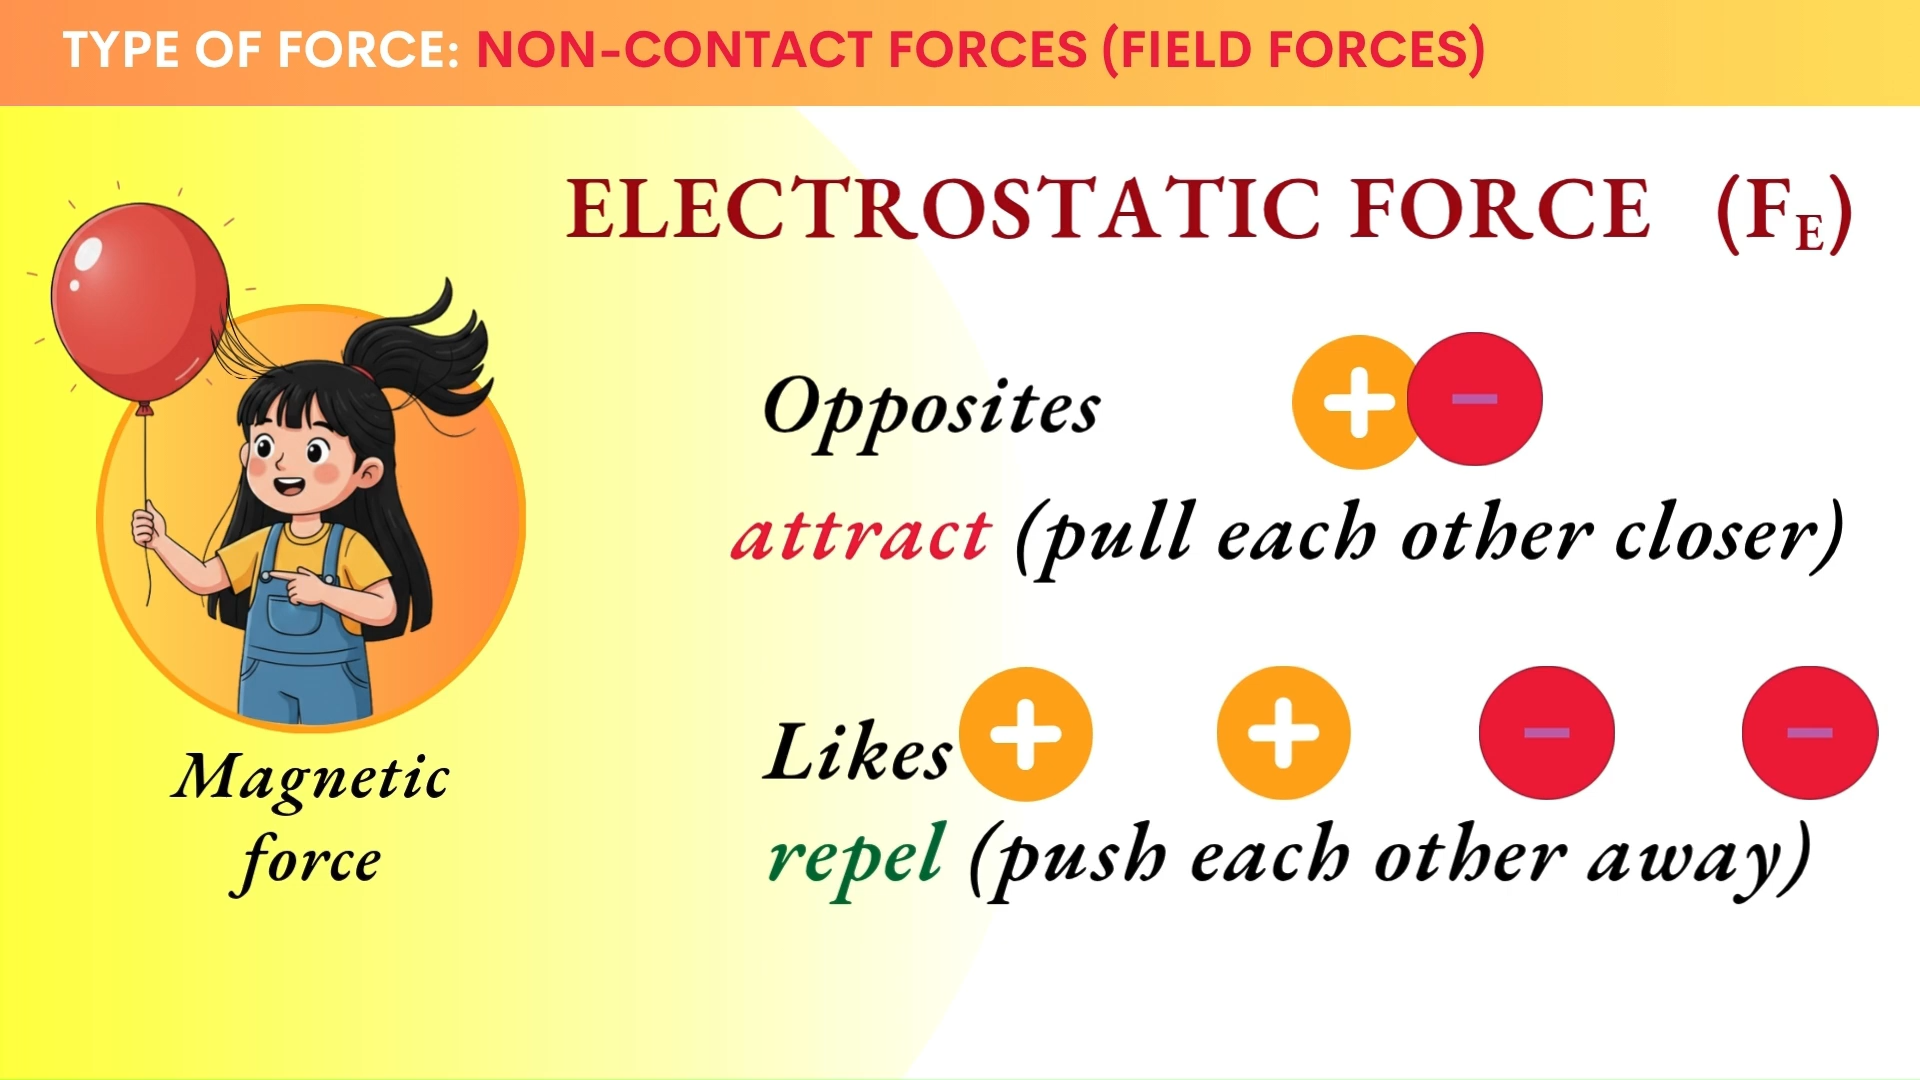 TYPE OF FORCE: NON-CONTACT FORCES (FIELD FORCES)
ELECTROSTATIC FORCE (FE)
Opposites + -
attract (pull each other closer)
Likes + + - -
repel (push each other away)
Magnetic
force